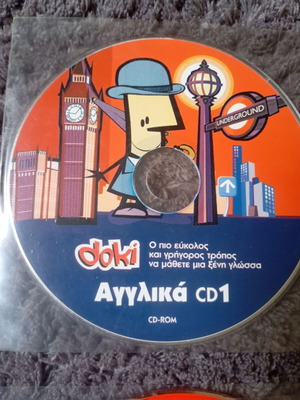 UNDERGROUND
doki
Ο πιο εύκολος
και γρήγορος τρόπος
να μάθετε μια ξένη γλώσσα
Αγγλικά CD1
CD-ROM